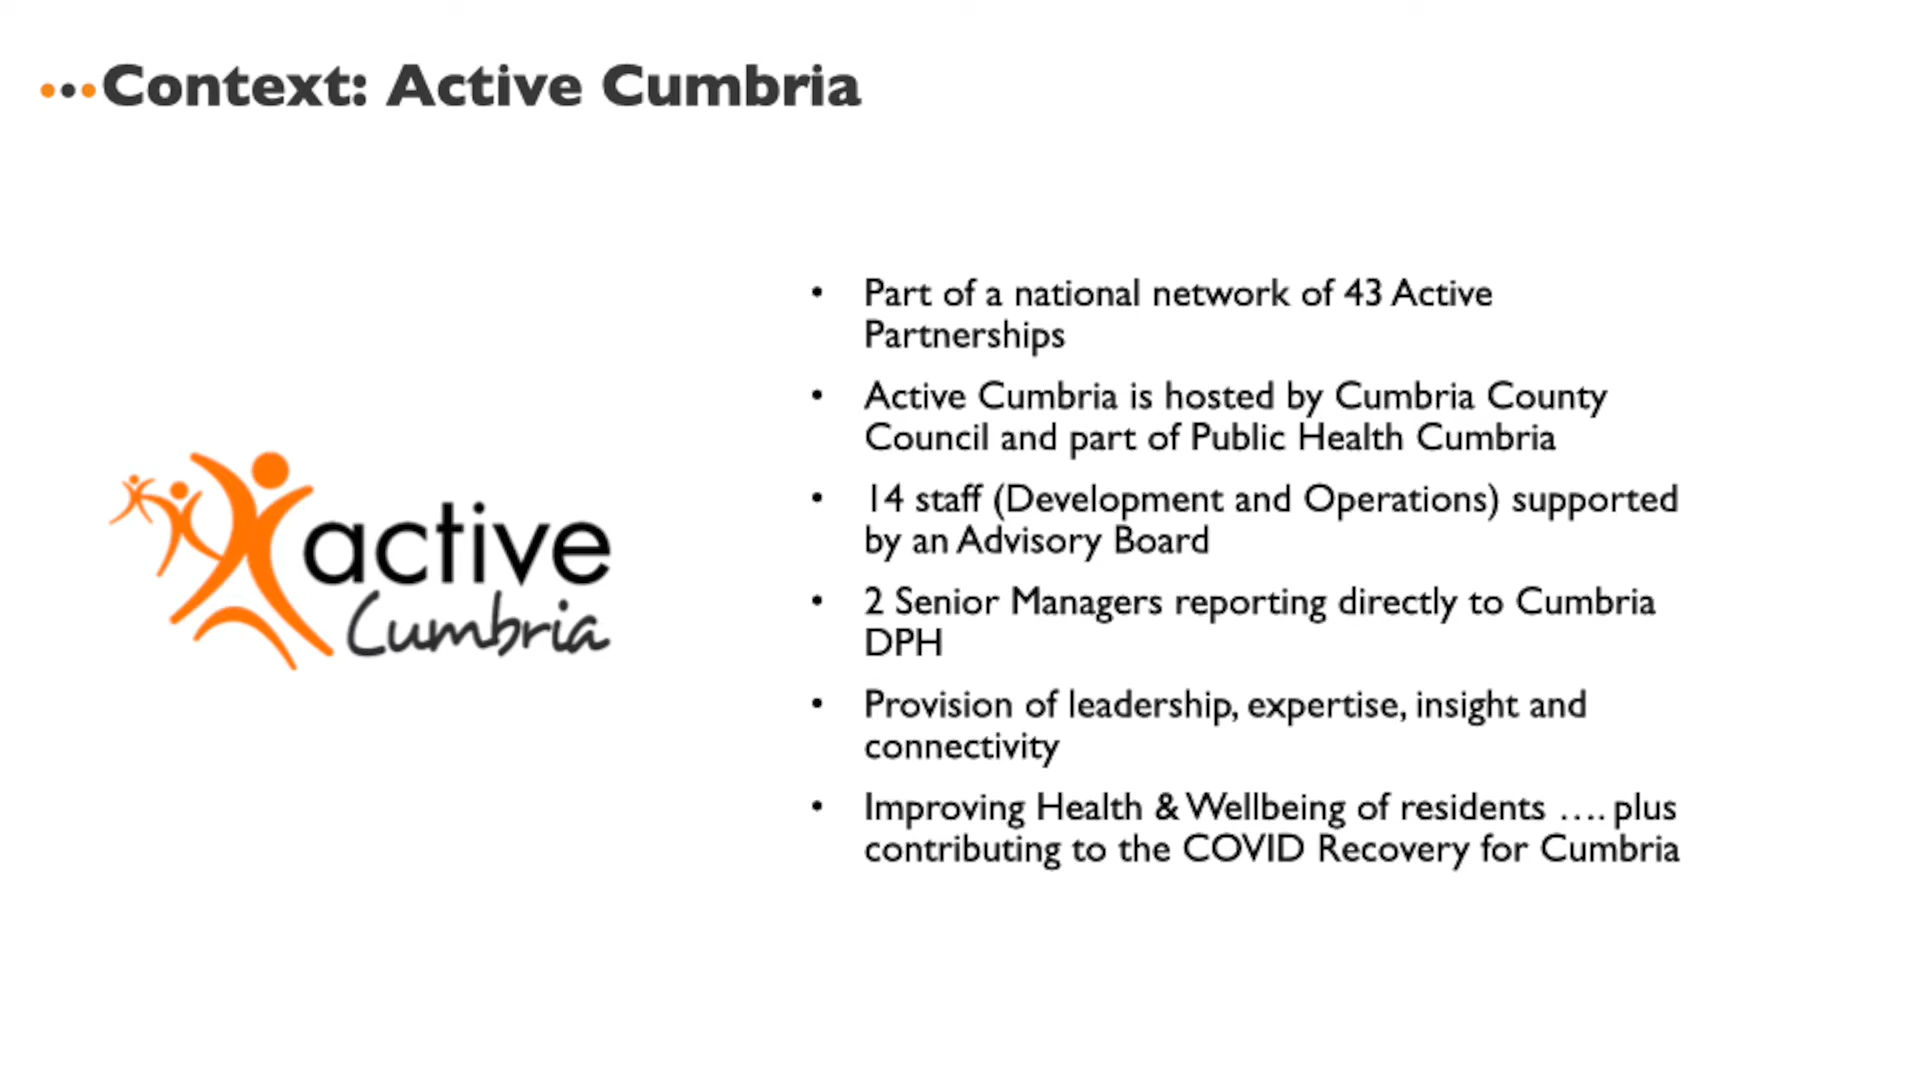 Context: Active Cumbria
active
Cumbria
• Part of a national network of 43 Active
Partnerships
• Active Cumbria is hosted by Cumbria County
Council and part of Public Health Cumbria
• 14 staff (Development and Operations) supported
by an Advisory Board
• 2 Senior Managers reporting directly to Cumbria
DPH
• Provision of leadership, expertise, insight and
connectivity
• Improving Health & Wellbeing of residents .... plus
contributing to the COVID Recovery for Cumbria